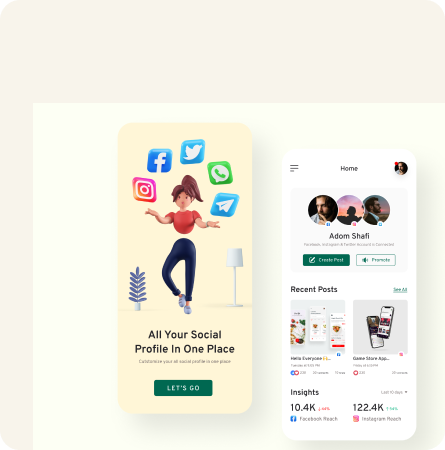 All Your Social
Profile In One Place
Customize your all social profile in one place
LET'S GO
Home
Adom Shafi
Facebook, Instagram & Twitter Account Is Connected
Create Post
Promote
Recent Posts
See All
Hello Everyone
Game Store App...
Insights
Last 10 days
10.4K
122.4K
Facebook Reach
Instagram Reach